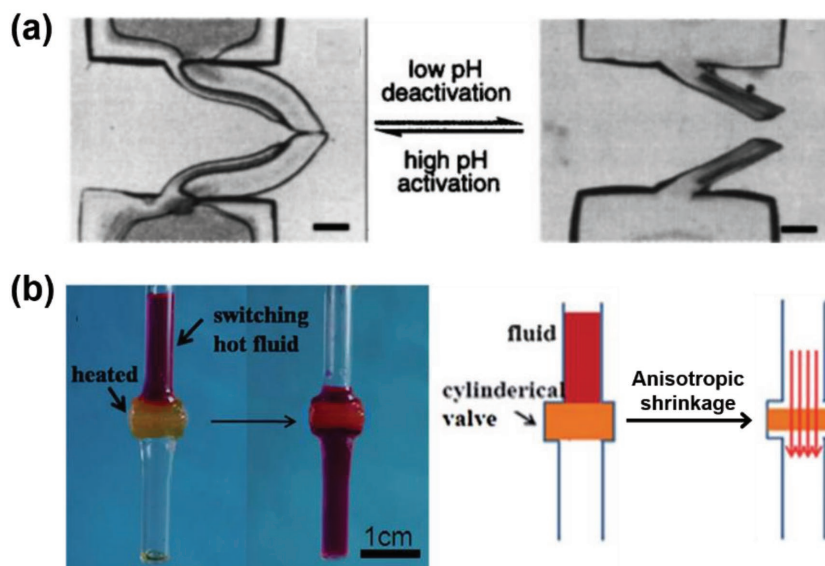 (a)
low pH
deactivation
high pH
activation
(b)
switching
hot fluid
heated
1cm
fluid
cylinderical
valve
Anisotropic
shrinkage